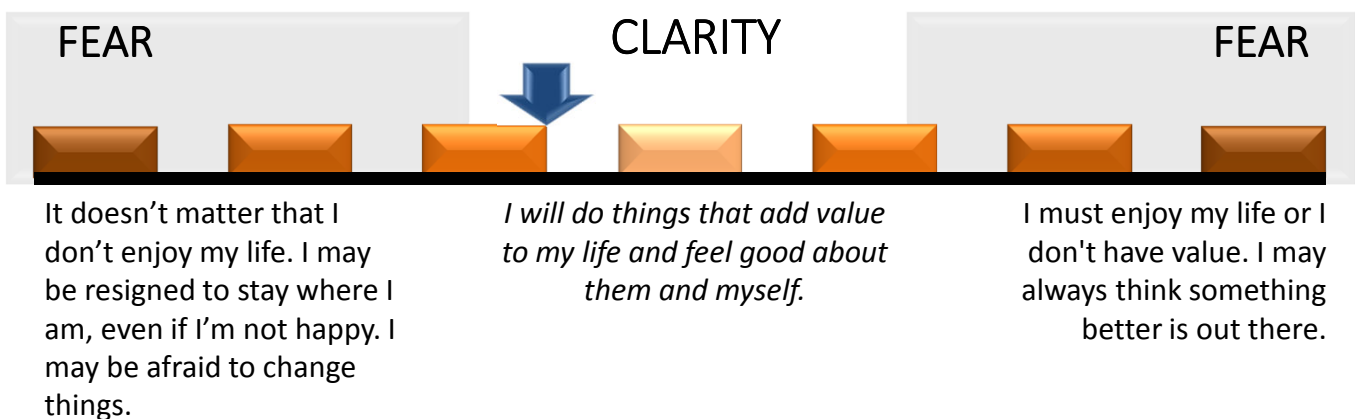 FEAR
CLARITY
FEAR
It doesn’t matter that I
don’t enjoy my life. I may
be resigned to stay where I
am, even if I’m not happy. I
may be afraid to change
things.
I will do things that add value
to my life and feel good about
them and myself.
I must enjoy my life or I
don't have value. I may
always think something
better is out there.